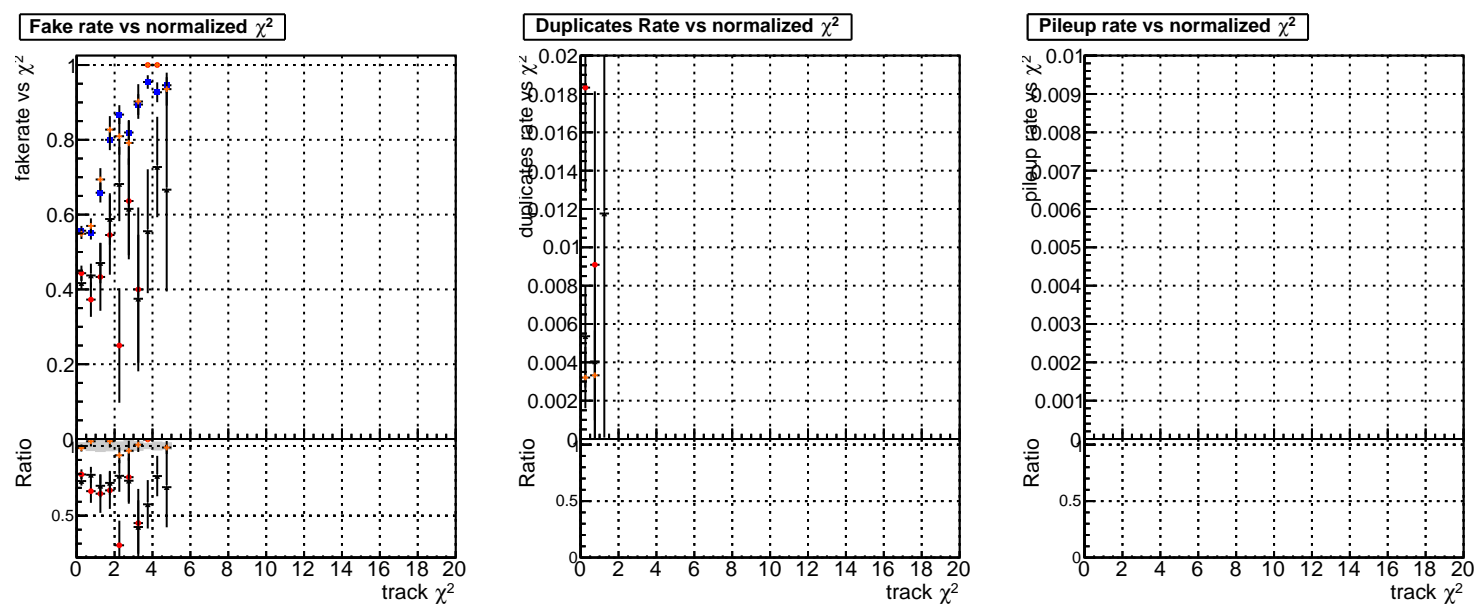 Fake rate vs normalized χ²
fakerate vs χ²
1
0.8
0.6
0.4
0.2
0
Ratio
1
0.5
0 2 4 6 8 10 12 14 16 18 20
track χ²
Duplicates Rate vs normalized χ²
duplicates rate vs χ²
0.02
0.018
0.016
0.014
0.012
0.01
0.008
0.006
0.004
0.002
0
Ratio
1
0.5
0
0 2 4 6 8 10 12 14 16 18 20
track χ²
Pileup rate vs normalized χ²
pileup rate vs χ²
0.01
0.009
0.008
0.007
0.006
0.005
0.004
0.003
0.002
0.001
0
Ratio
1
0.5
0
0 2 4 6 8 10 12 14 16 18 20
track χ²